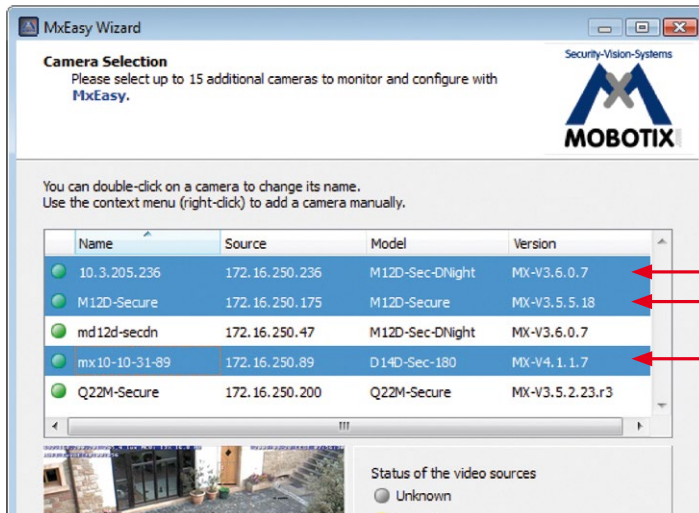 MxEasy Wizard
Camera Selection
Please select up to 15 additional cameras to monitor and configure with
MxEasy.
Security-Vision-Systems
MOBOTIX
You can double-click on a camera to change its name.
Use the context menu (right-click) to add a camera manually.
Name Source Model Version
10.3.205.236 172.16.250.236 M12D-Sec-DNight MX-V3.6.0.7
M12D-Secure 172.16.250.175 M12D-Secure MX-V3.5.5.18
md12d-secdn 172.16.250.47 M12D-Sec-DNight MX-V3.6.0.7
mx10-10-31-89 172.16.250.89 D14D-Sec-180 MX-V4.1.1.7
Q22M-Secure 172.16.250.200 Q22M-Secure MX-V3.5.2.23.r3
Status of the video sources
Unknown